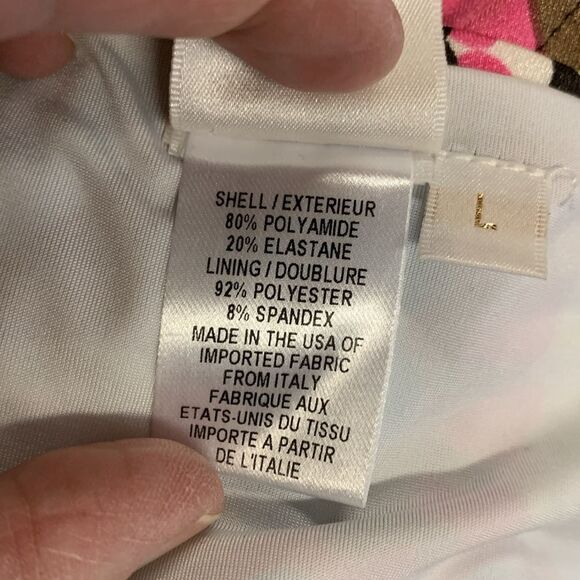 SHELL / EXTERIEUR
80% POLYAMIDE
20% ELASTANE
LINING / DOUBLURE
92% POLYESTER
8% SPANDEX
MADE IN THE USA OF
IMPORTED FABRIC
FROM ITALY
FABRIQUE AUX
ETATS-UNIS DU TISSU
IMPORTE A PARTIR
DE L'ITALIE
L